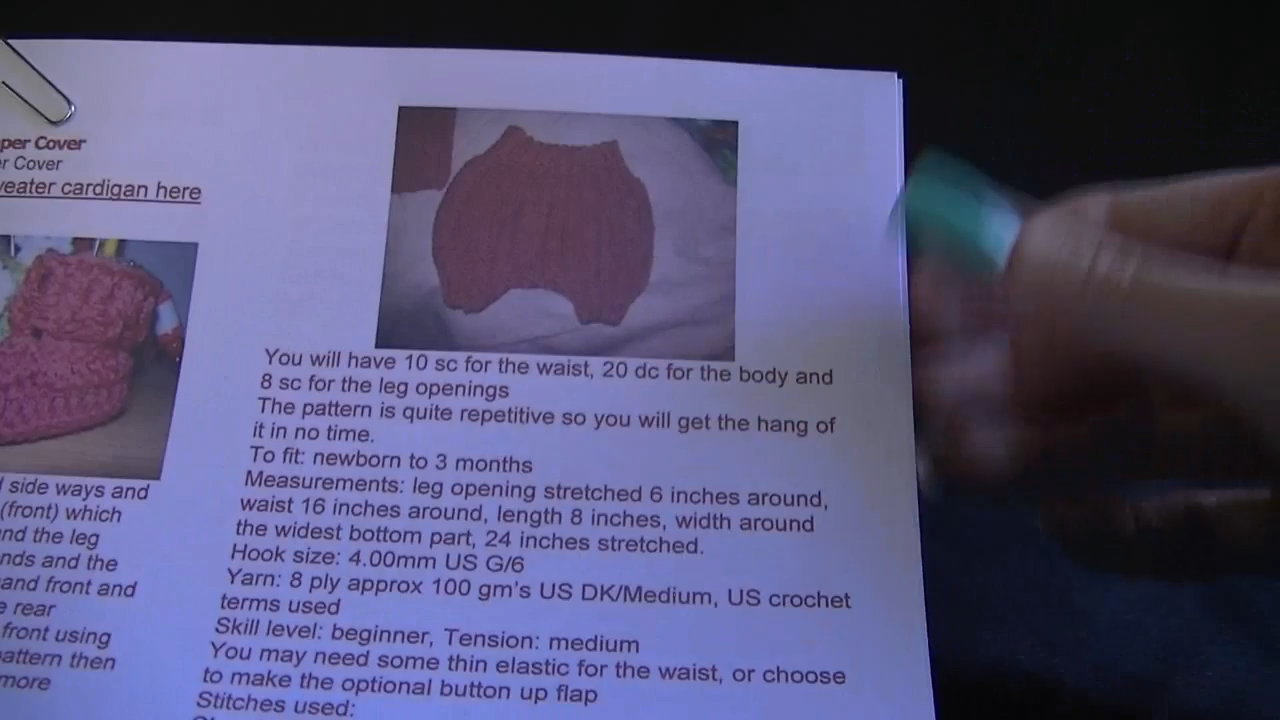 per Cover
r Cover
weater cardigan here
side ways and
(front) which
nd the leg
nds and the
and front and
e rear
front using
attern then
more
You will have 10 sc for the waist, 20 dc for the body and
8 sc for the leg openings
The pattern is quite repetitive so you will get the hang of
it in no time.
To fit: newborn to 3 months
Measurements: leg opening stretched 6 inches around,
waist 16 inches around, length 8 inches, width around
the widest bottom part, 24 inches stretched.
Hook size: 4.00mm US G/6
Yarn: 8 ply approx 100 gm's US DK/Medium, US crochet
terms used
Skill level: beginner, Tension: medium
You may need some thin elastic for the waist, or choose
to make the optional button up flap
Stitches used: